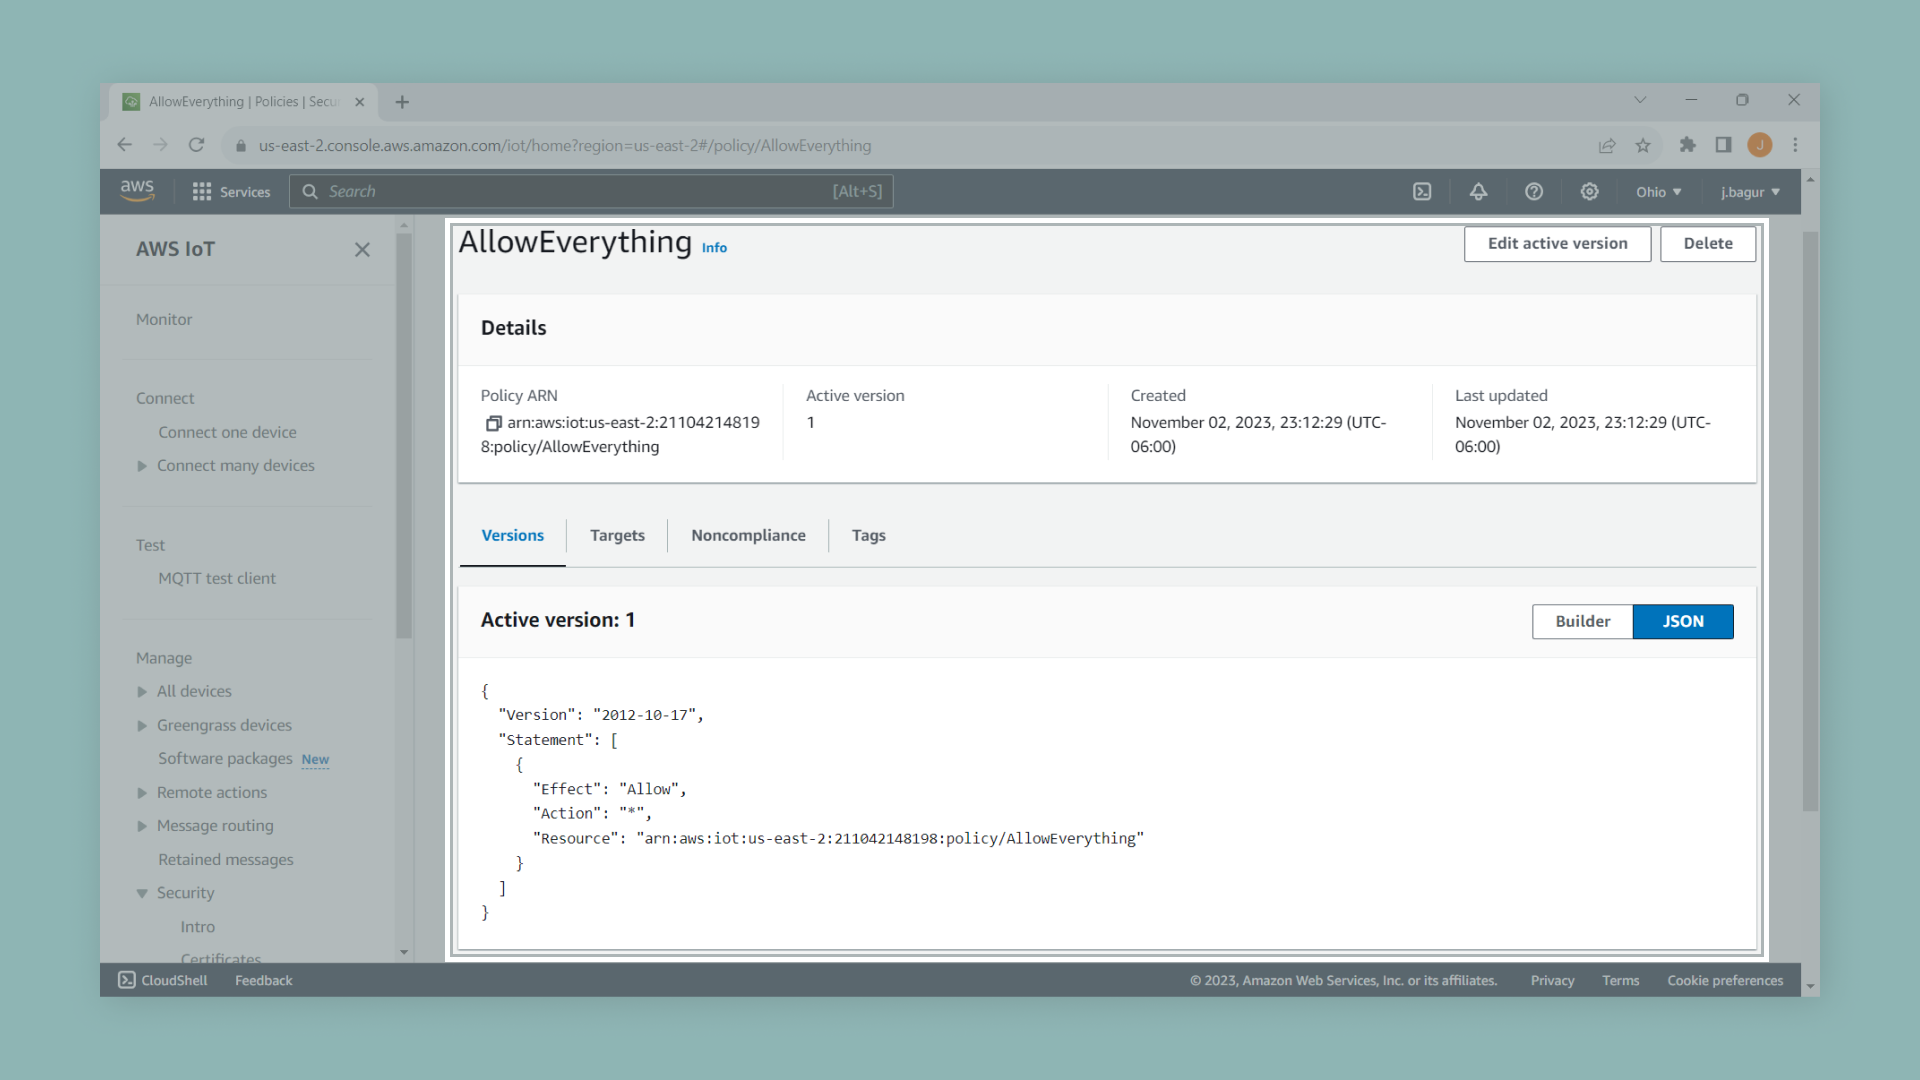 AllowEverything | Policies | Secu
us-east-2.console.aws.amazon.com/iot/home?region=us-east-2#/policy/AllowEverything
J
aws
Services
Search
[Alt+S]
Ohio
j.bagur
AWS IoT
Monitor
Connect
Connect one device
Connect many devices
Test
MQTT test client
Manage
All devices
Greengrass devices
Software packages New
Remote actions
Message routing
Retained messages
Security
Intro
Certificates
AllowEverything Info
Edit active version
Delete
Details
Policy ARN
arn:aws:iot:us-east-2:21104214819
8:policy/AllowEverything
Active version
1
Created
November 02, 2023, 23:12:29 (UTC-
06:00)
Last updated
November 02, 2023, 23:12:29 (UTC-
06:00)
Versions
Targets
Noncompliance
Tags
Active version: 1
Builder
JSON
{
"Version": "2012-10-17",
"Statement": [
{
"Effect": "Allow",
"Action": "*",
"Resource": "arn:aws:iot:us-east-2:211042148198:policy/AllowEverything"
}
]
}
CloudShell
Feedback
© 2023, Amazon Web Services, Inc. or its affiliates.
Privacy
Terms
Cookie preferences